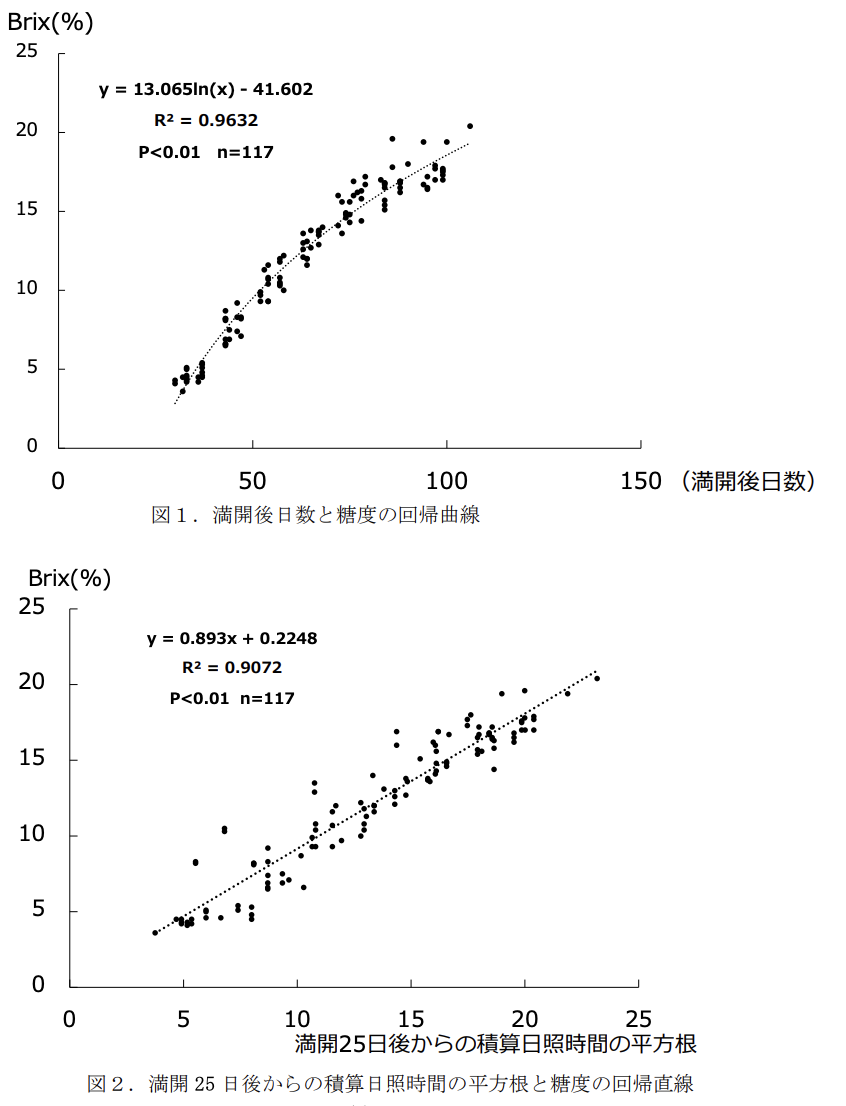 Brix(%)
25
y = 13.065ln(x) - 41.602
20
R² = 0.9632
P<0.01 n=117
15
10
5
0
0 50 100 150 （満開後日数）
図１．満開後日数と糖度の回帰曲線
Brix(%)
25
y = 0.893x + 0.2248
R² = 0.9072
P<0.01 n=117
20
15
10
5
0
0 5 10 15 20 25
満開25日後からの積算日照時間の平方根
図２．満開 25 日後からの積算日照時間の平方根と糖度の回帰直線